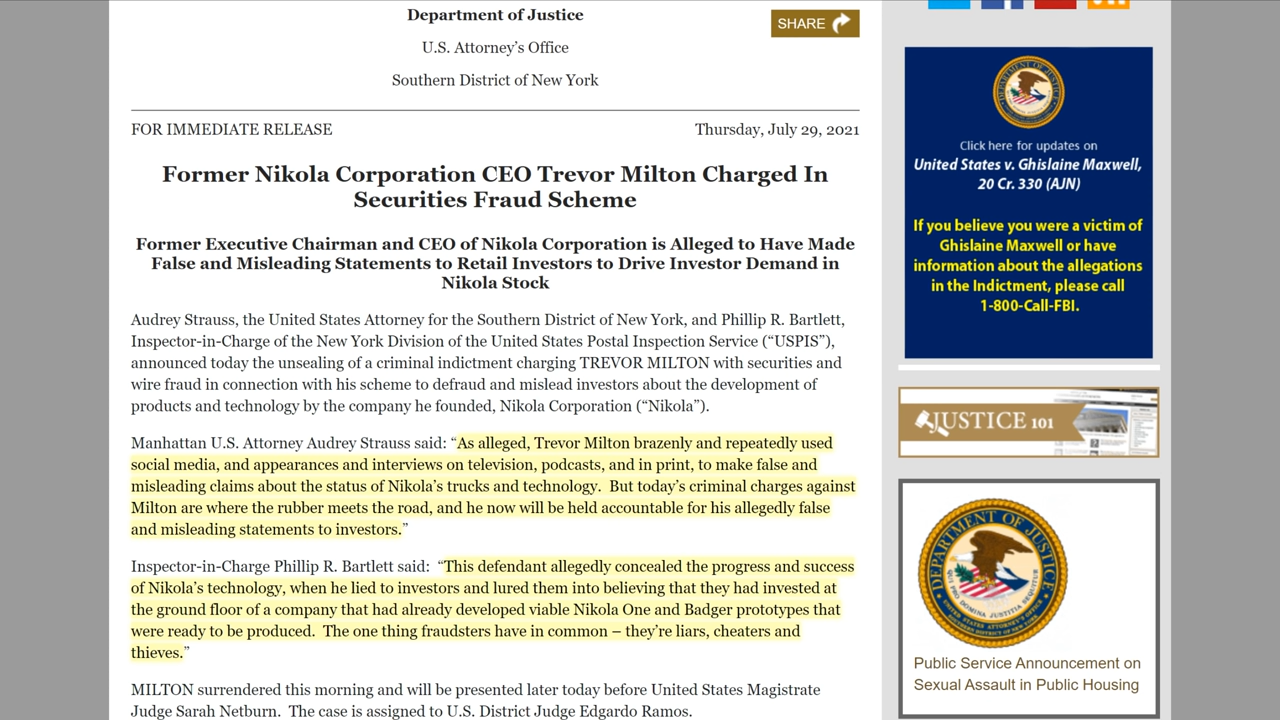 Department of Justice
U.S. Attorney's Office
Southern District of New York
SHARE
FOR IMMEDIATE RELEASE
Thursday, July 29, 2021
Former Nikola Corporation CEO Trevor Milton Charged In
Securities Fraud Scheme
Former Executive Chairman and CEO of Nikola Corporation is Alleged to Have Made
False and Misleading Statements to Retail Investors to Drive Investor Demand in
Nikola Stock
Audrey Strauss, the United States Attorney for the Southern District of New York, and Phillip R. Bartlett,
Inspector-in-Charge of the New York Division of the United States Postal Inspection Service (“USPIS”),
announced today the unsealing of a criminal indictment charging TREVOR MILTON with securities and
wire fraud in connection with his scheme to defraud and mislead investors about the development of
products and technology by the company he founded, Nikola Corporation (“Nikola”).
Manhattan U.S. Attorney Audrey Strauss said: “As alleged, Trevor Milton brazenly and repeatedly used
social media, and appearances and interviews on television, podcasts, and in print, to make false and
misleading claims about the status of Nikola’s trucks and technology.  But today’s criminal charges against
Milton are where the rubber meets the road, and he now will be held accountable for his allegedly false
and misleading statements to investors.”
Inspector-in-Charge Phillip R. Bartlett said:  “This defendant allegedly concealed the progress and success
of Nikola’s technology, when he lied to investors and lured them into believing that they had invested at
the ground floor of a company that had already developed viable Nikola One and Badger prototypes that
were ready to be produced.  The one thing fraudsters have in common – they’re liars, cheaters and
thieves.”
MILTON surrendered this morning and will be presented later today before United States Magistrate
Judge Sarah Netburn.  The case is assigned to U.S. District Judge Edgardo Ramos.
Click here for updates on
United States v. Ghislaine Maxwell,
20 Cr. 330 (AJN)
If you believe you were a victim of
Ghislaine Maxwell or have
information about the allegations
in the Indictment, please call
1-800-Call-FBI.
JUSTICE 101
DEPARTMENT OF JUSTICE
QUI PRO DOMINA JUSTITIA SEQUITUR
Public Service Announcement on
Sexual Assault in Public Housing